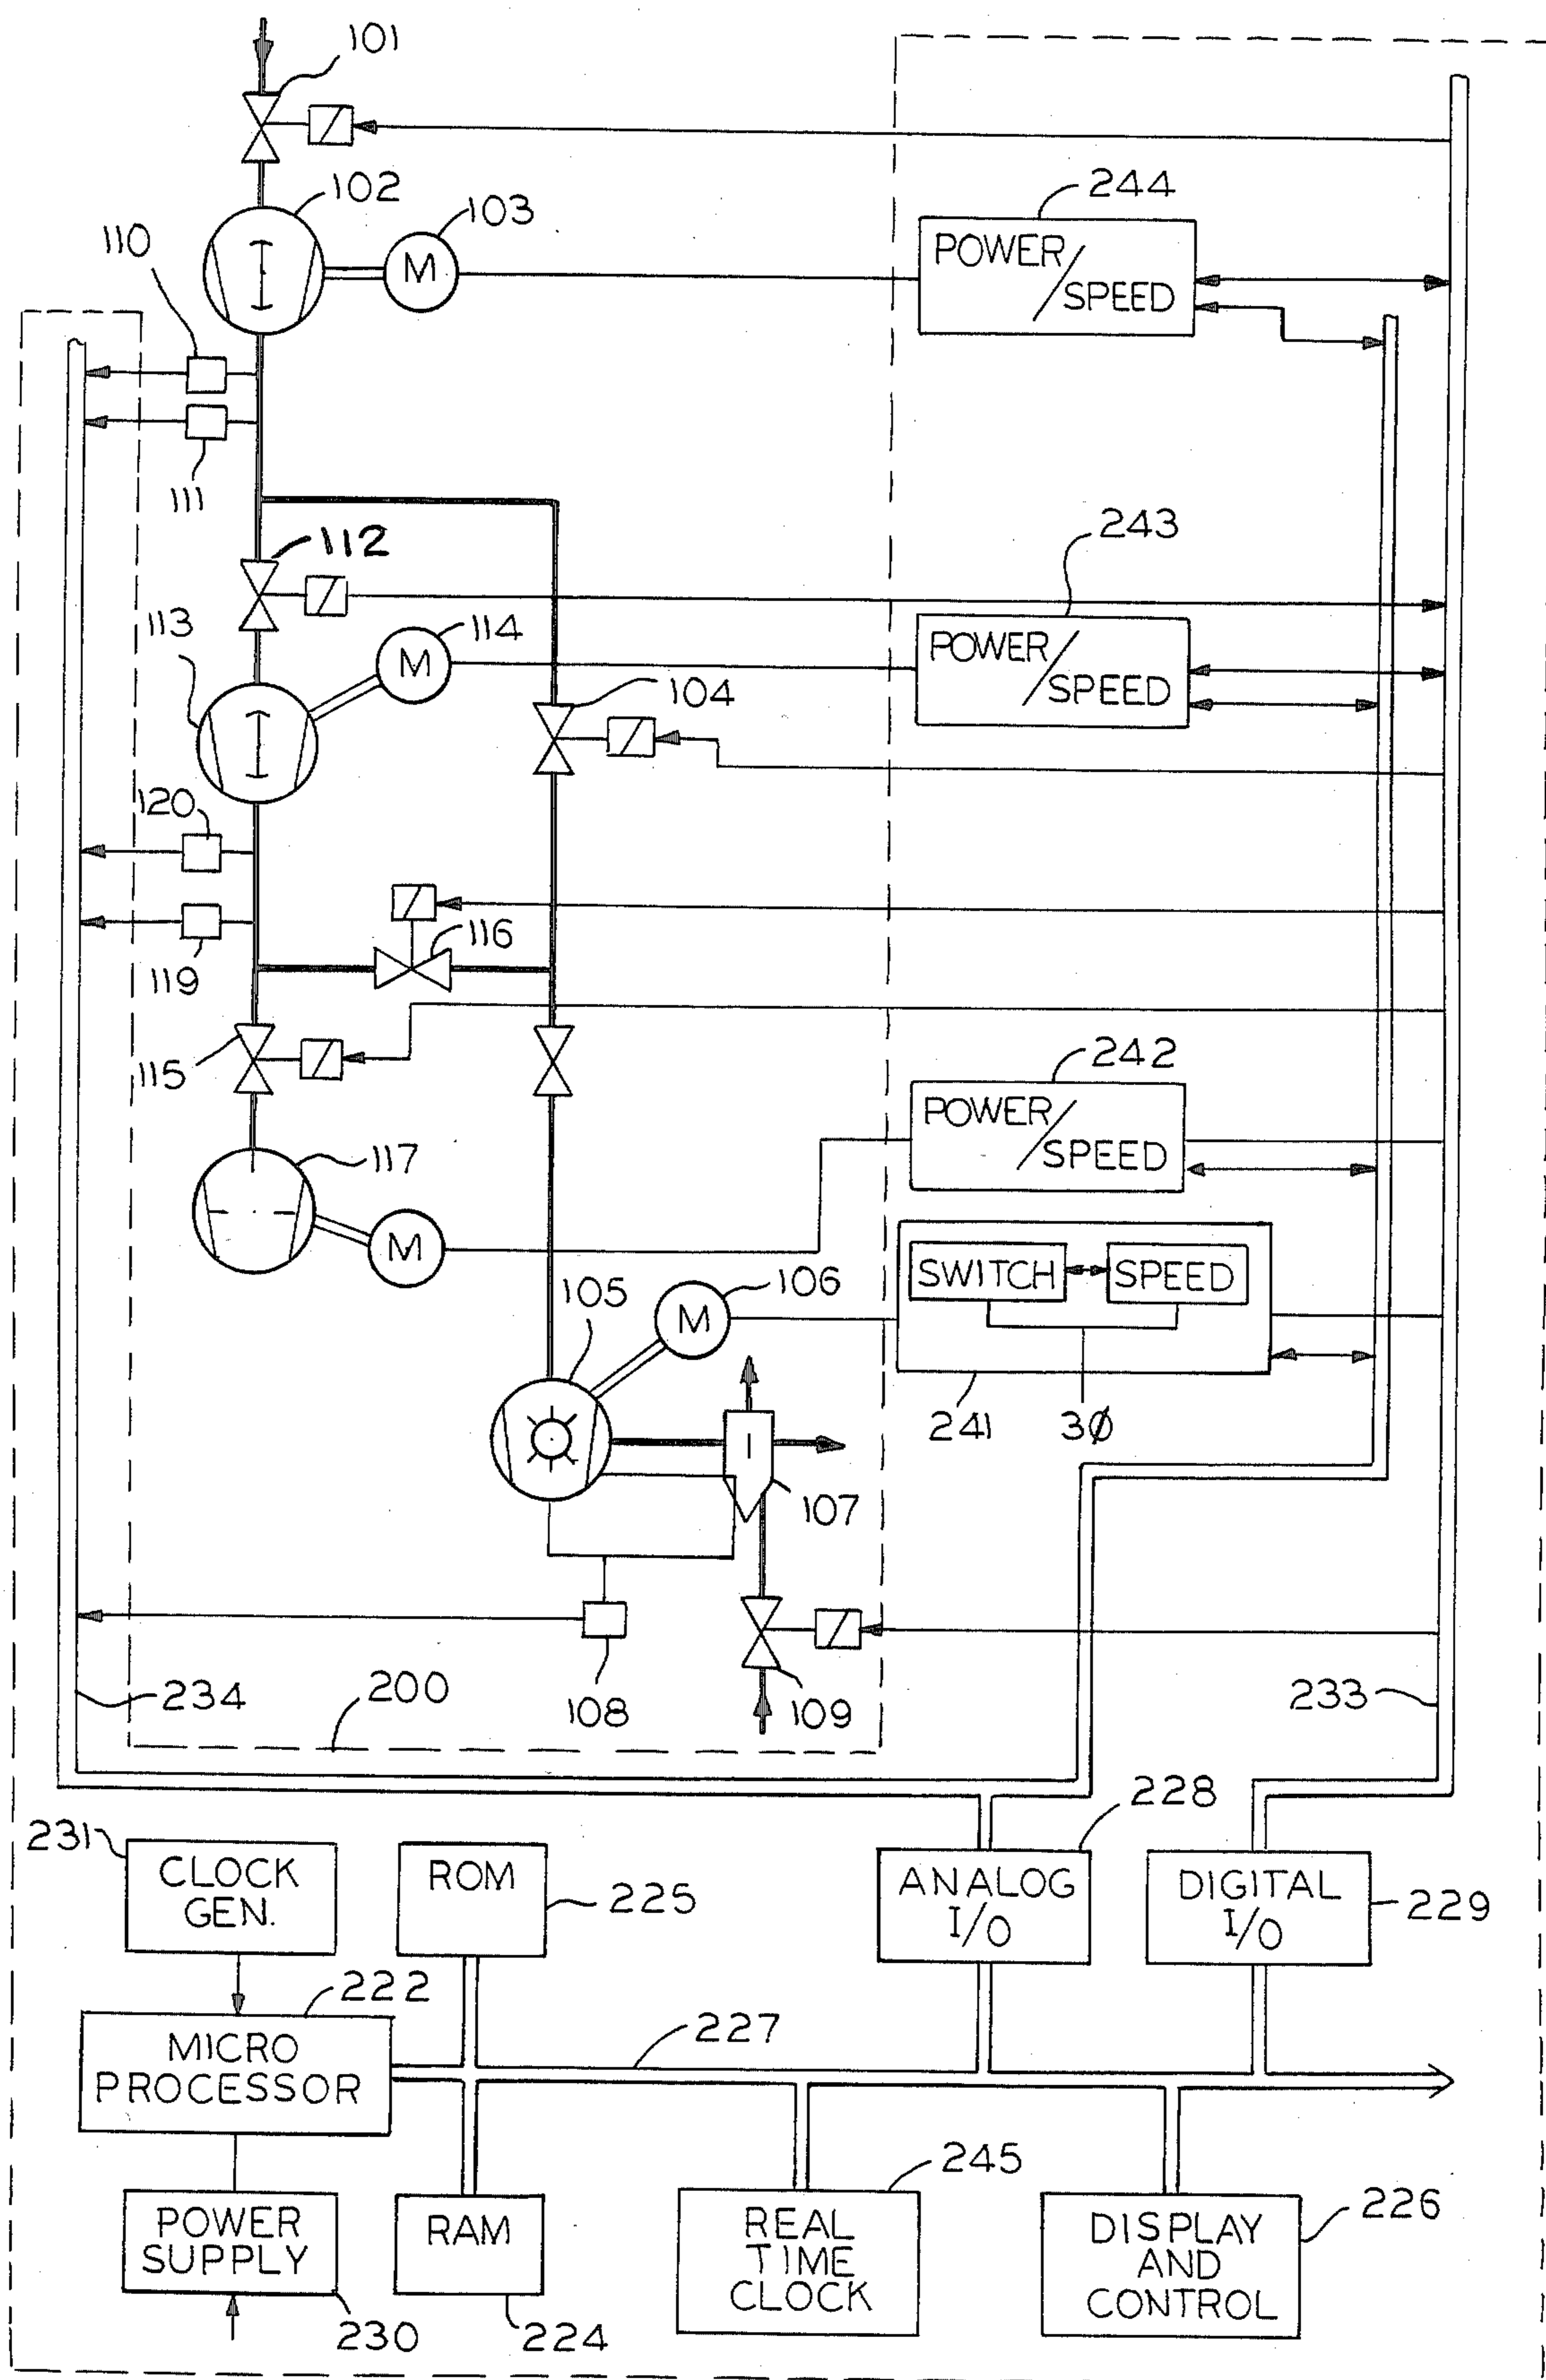 101
102
103
M
110
111
244
POWER
/SPEED
112
243
113
114
M
POWER
/SPEED
104
120
119
116
115
242
POWER
/SPEED
117
M
SWITCH
SPEED
105
106
M
241
3Ø
107
108
109
234
200
233
228
231
CLOCK
GEN.
ROM
225
ANALOG
I/O
DIGITAL
I/O
229
222
MICRO
PROCESSOR
227
245
226
POWER
SUPPLY
230
RAM
224
REAL
TIME
CLOCK
DISPLAY
AND
CONTROL